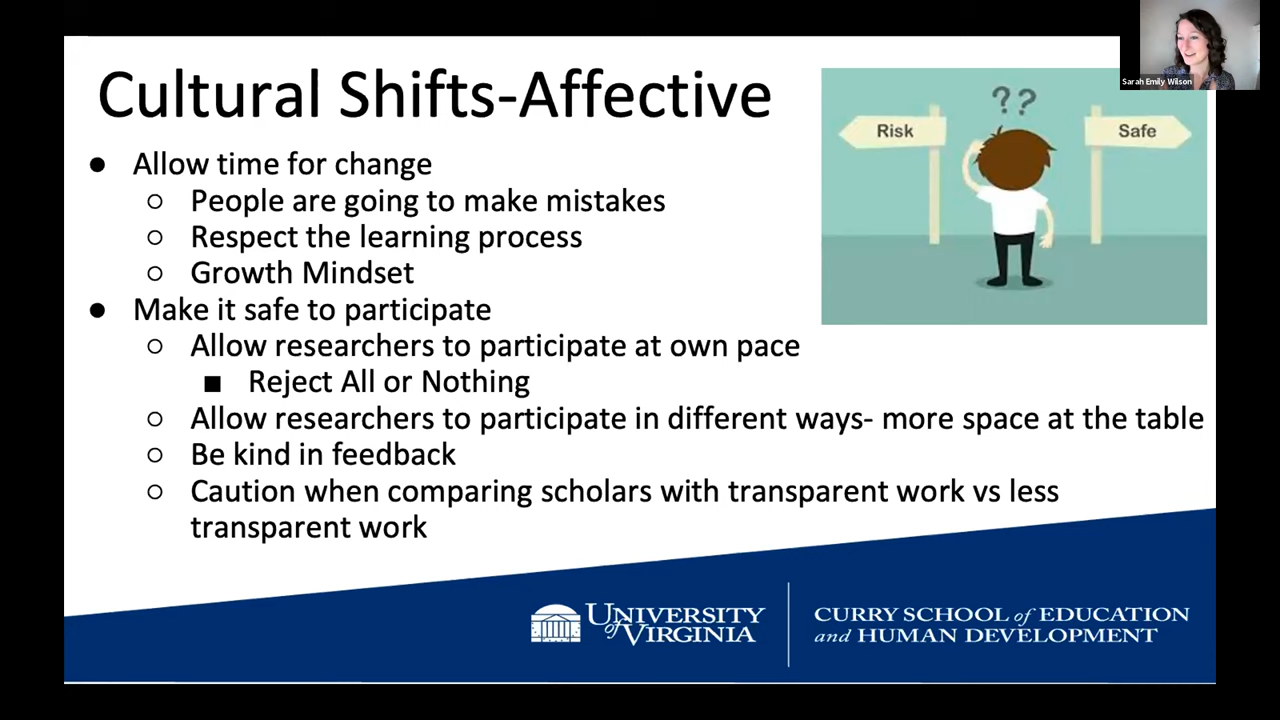 Sarah Emily Wilson
Cultural Shifts-Affective
??
Risk
Safe
● Allow time for change
○ People are going to make mistakes
○ Respect the learning process
○ Growth Mindset
● Make it safe to participate
○ Allow researchers to participate at own pace
■ Reject All or Nothing
○ Allow researchers to participate in different ways- more space at the table
○ Be kind in feedback
○ Caution when comparing scholars with transparent work vs less
transparent work
UNIVERSITY
of VIRGINIA
CURRY SCHOOL of EDUCATION
and HUMAN DEVELOPMENT